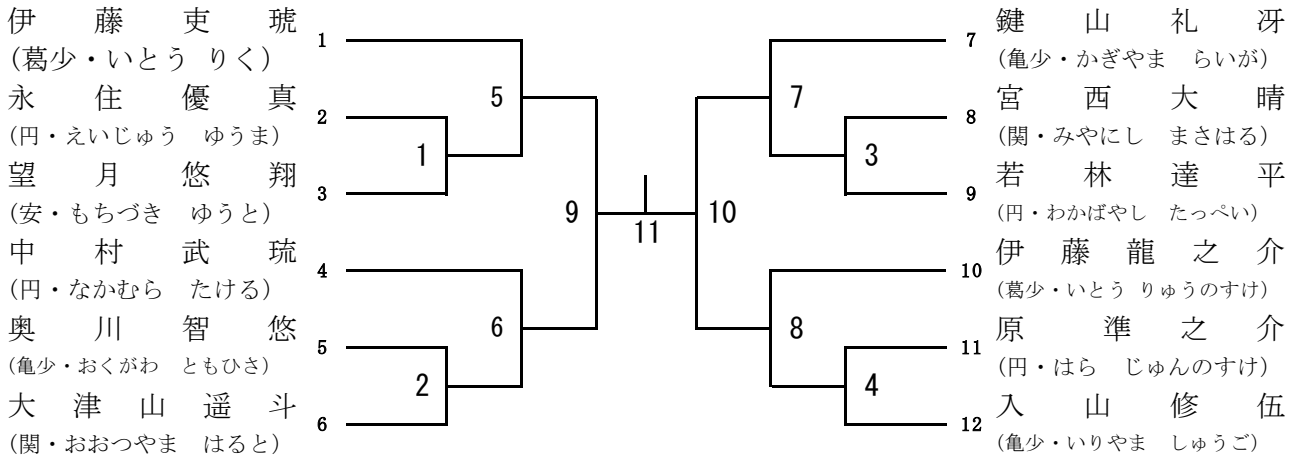 伊藤吏琥
1
(葛少・いとう りく)
永住優真
2
(円・えいじゅう ゆうま)
望月悠翔
3
(安・もちづき ゆうと)
中村武琉
4
(円・なかむら たける)
奥川智悠
5
(亀少・おくがわ ともひさ)
大津山遥斗
6
(関・おおつやま はると)
5
1
9
6
2
11
7
3
10
8
4
7
鍵山礼冴
(亀少・かぎやま らいが)
8
宮西大晴
(関・みやにし まさはる)
9
若林達平
(円・わかばやし たっぺい)
10
伊藤龍之介
(葛少・いとう りゅうのすけ)
11
原準之介
(円・はら じゅんのすけ)
12
入山修伍
(亀少・いりやま しゅうご)